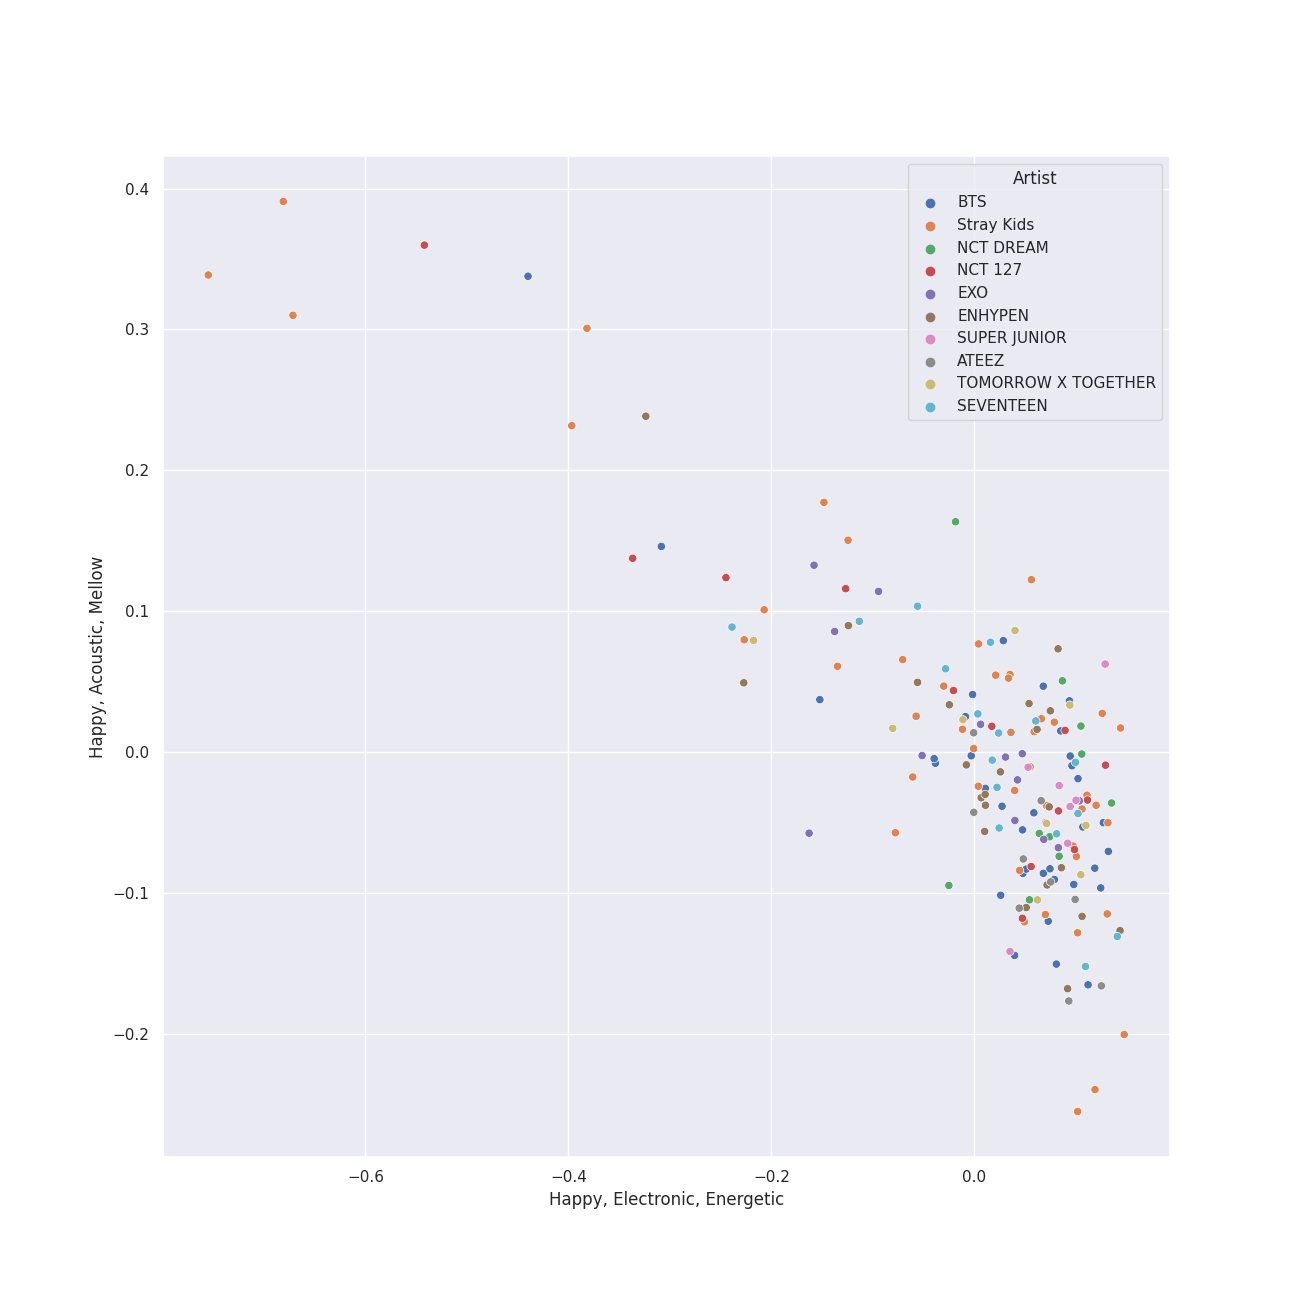 Artist
BTS
Stray Kids
NCT DREAM
NCT 127
EXO
ENHYPEN
SUPER JUNIOR
ATEEZ
TOMORROW X TOGETHER
SEVENTEEN
Happy, Acoustic, Mellow
0.4
0.3
0.2
0.1
0.0
−0.1
−0.2
−0.6 −0.4 −0.2 0.0
Happy, Electronic, Energetic